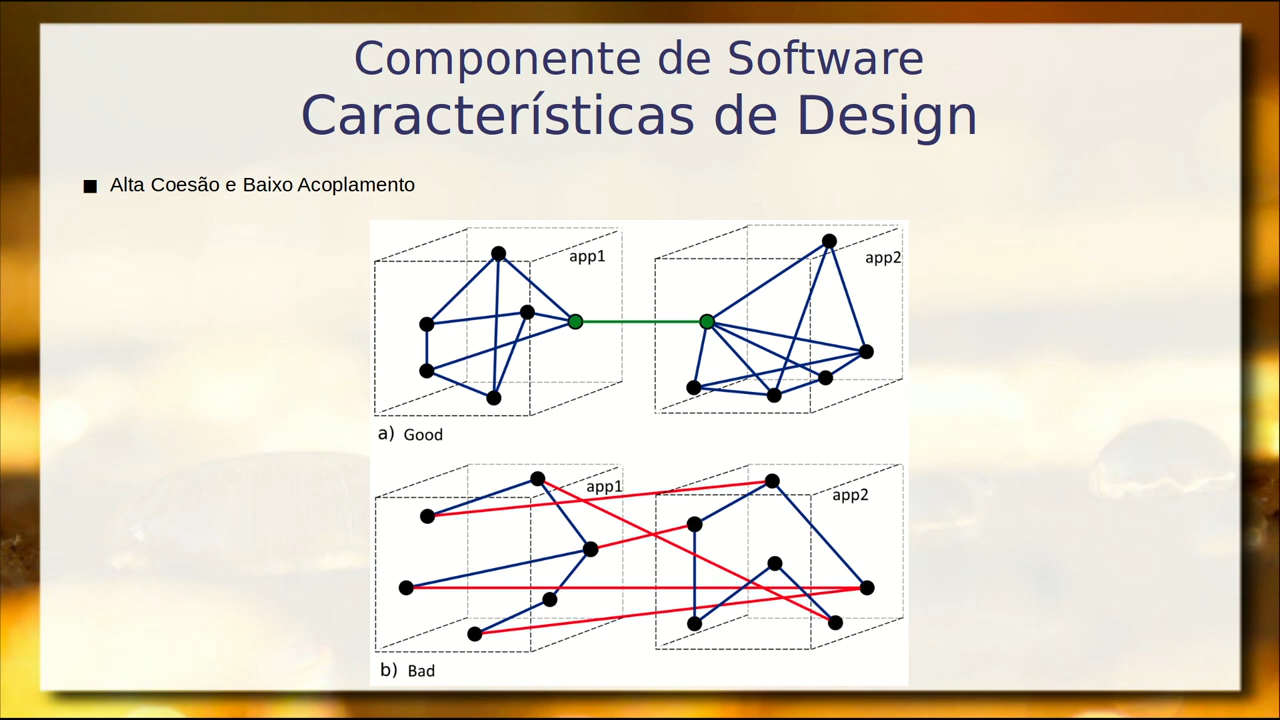 Componente de Software
Características de Design
Alta Coesão e Baixo Acoplamento
app1
app2
a) Good
app1
app2
b) Bad